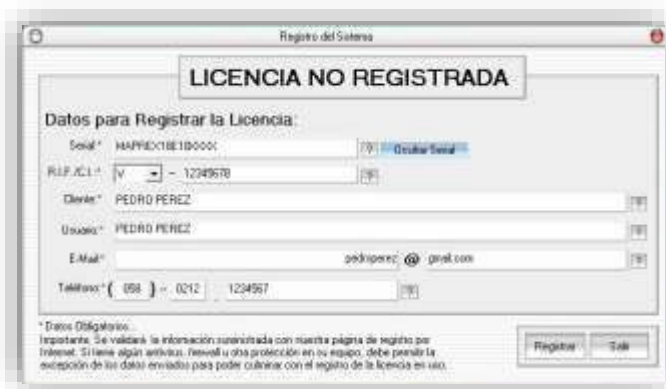 Registro del Sistema
LICENCIA NO REGISTRADA
Datos para Registrar la Licencia:
Serial * Ocultar Serial
R.I.F./C.I.: * V - 12345678
Cliente: * PEDRO PEREZ
Usuario: * PEDRO PEREZ
E-Mail: * pedroperez @ gmail.com
Teléfono: * ( 058 ) - 0212 1234567
* Datos Obligatorios...
Importante: Se validará la información suministrada con nuestra página de registro por
Internet. Si tiene algún antivirus, firewall u otra protección en su equipo, debe permitir la
excepción de los datos enviados para poder culminar con el registro de la licencia en uso.
Registrar Salir